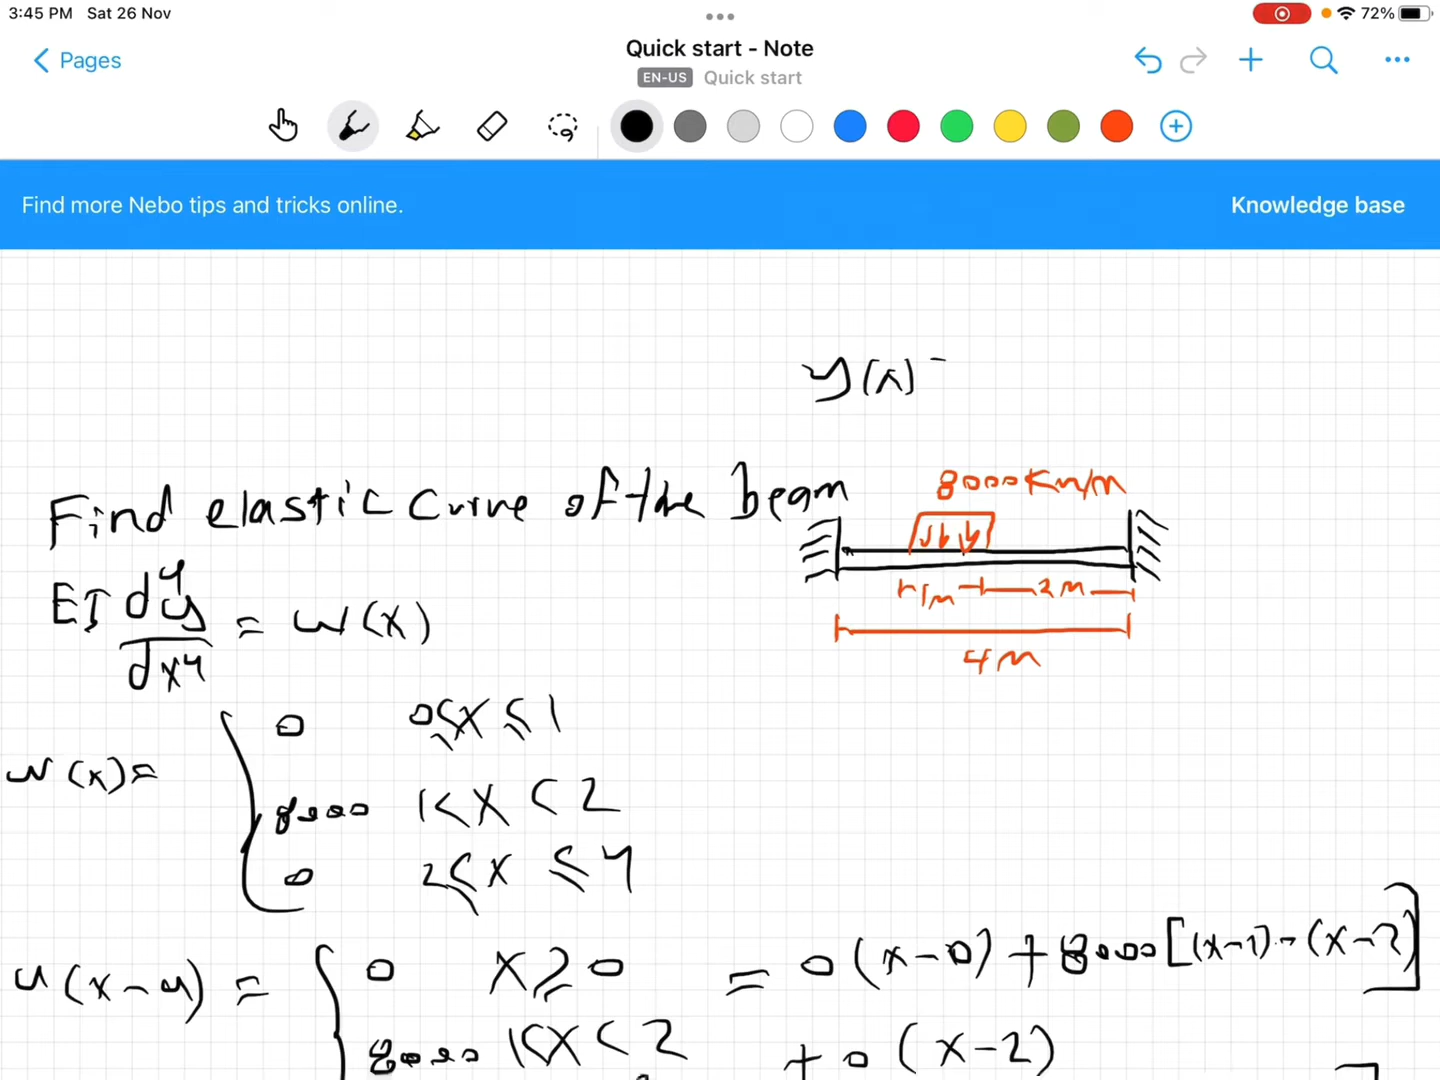 3:45 PM Sat 26 Nov
72%
Pages
Quick start - Note
EN-US Quick start
Find more Nebo tips and tricks online.
Knowledge base
y(x) -
Find elastic curve of the beam
8000 Kn/m
1m 2m
4m
EI d⁴y/dx⁴ = w(x)
w(x) = { 0 0≤x≤1
8000 1<x<2
0 2≤x≤4
u(x-4) = { 0 x≥0 = 0(x-0) + 8000[(x-1) - (x-2)]
8000 1<x<2 + 0(x-2)